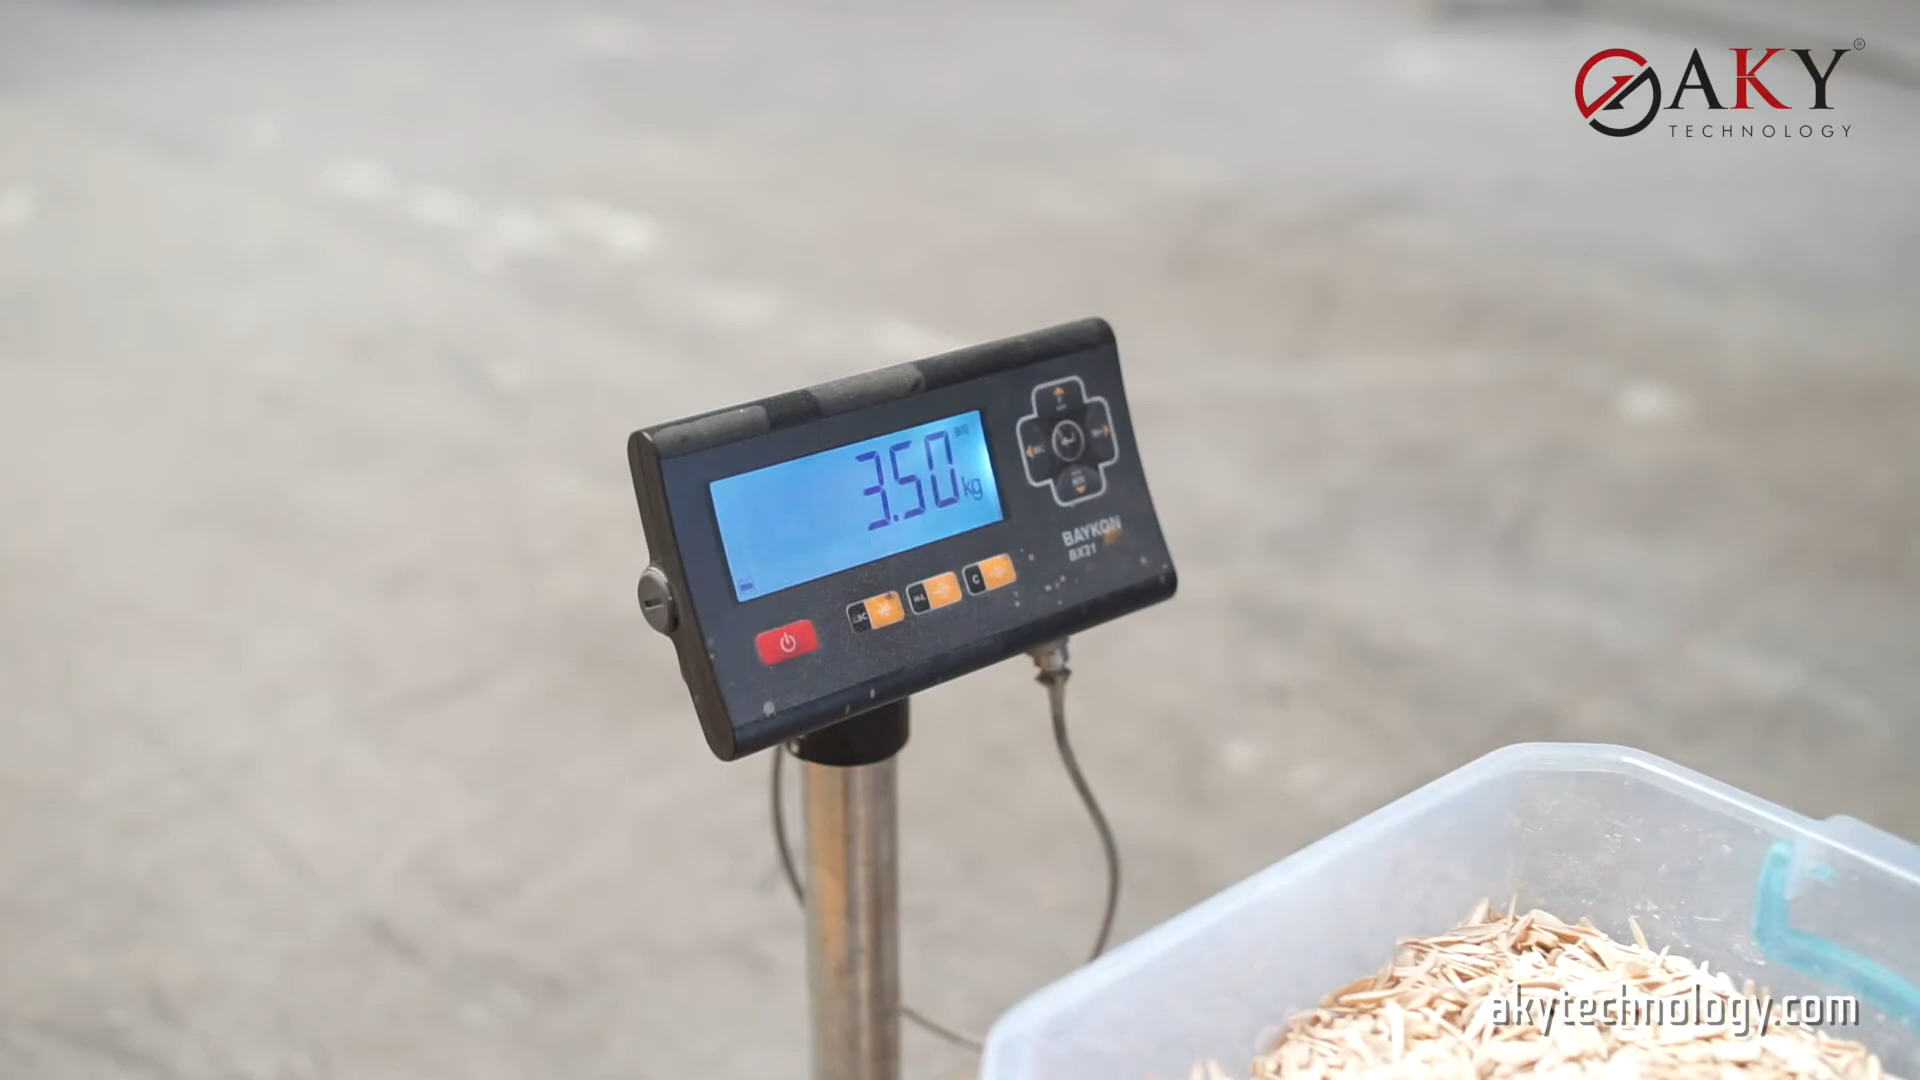 AKY®
TECHNOLOGY
B/G
3.50 kg
BAYKON
BX21
H-L
C
akytechnology.com